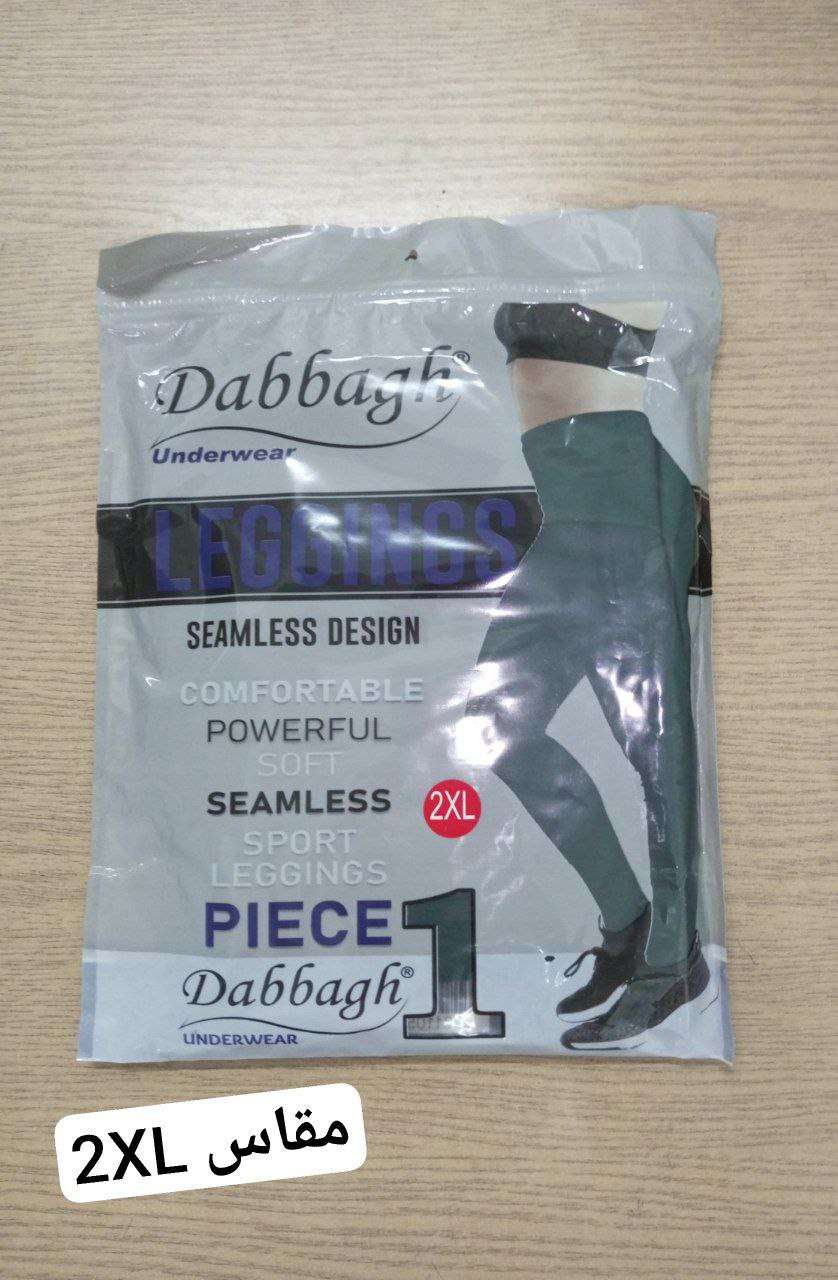 Dabbagh®
Underwear
LEGGINGS
SEAMLESS DESIGN
COMFORTABLE
POWERFUL
SOFT
SEAMLESS
2XL
SPORT
LEGGINGS
PIECE
1
Dabbagh®
UNDERWEAR
مقاس 2XL